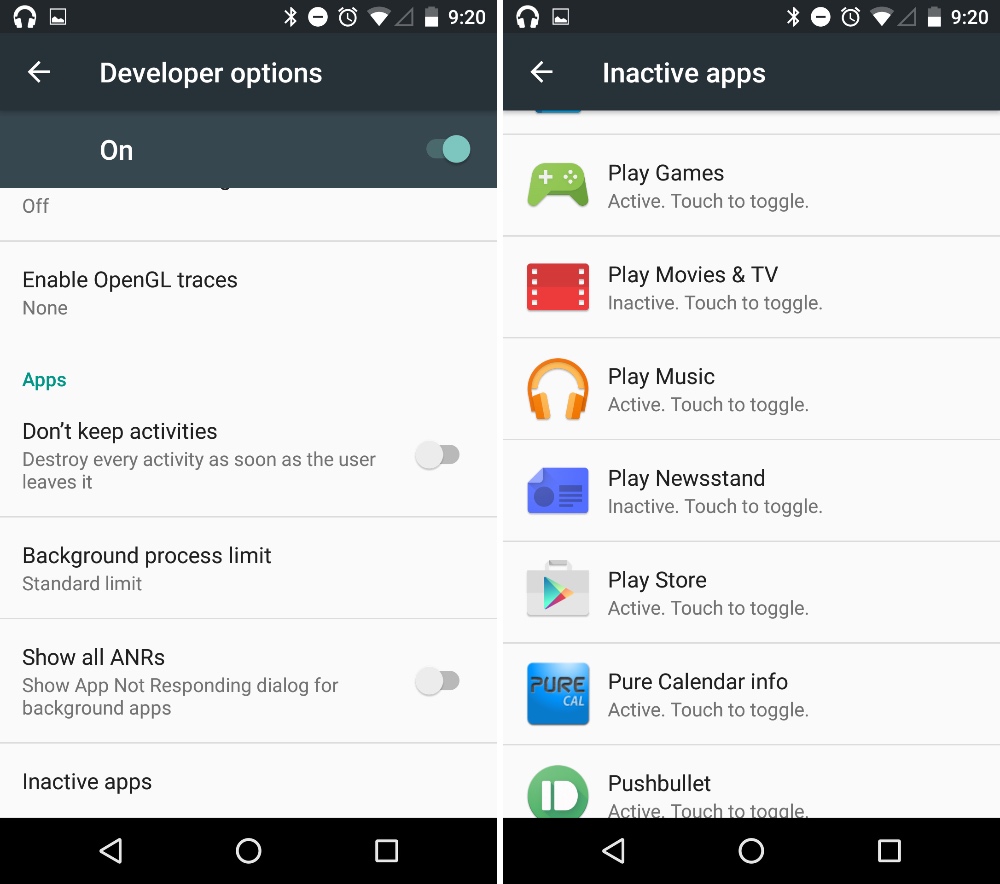 9:20
Developer options
On
Off
Enable OpenGL traces
None
Apps
Don’t keep activities
Destroy every activity as soon as the user
leaves it
Background process limit
Standard limit
Show all ANRs
Show App Not Responding dialog for
background apps
Inactive apps
9:20
Inactive apps
Play Games
Active. Touch to toggle.
Play Movies & TV
Inactive. Touch to toggle.
Play Music
Active. Touch to toggle.
Play Newsstand
Inactive. Touch to toggle.
Play Store
Active. Touch to toggle.
PURE
CAL
Pure Calendar info
Active. Touch to toggle.
Pushbullet
Active. Touch to toggle.